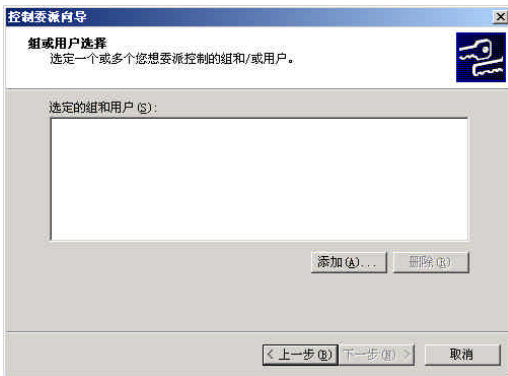 控制委派向导
组或用户选择
选定一个或多个您想委派控制的组和/或用户。
选定的组和用户(S):
添加(A)... 删除(R)
< 上一步(B) 下一步(N) > 取消